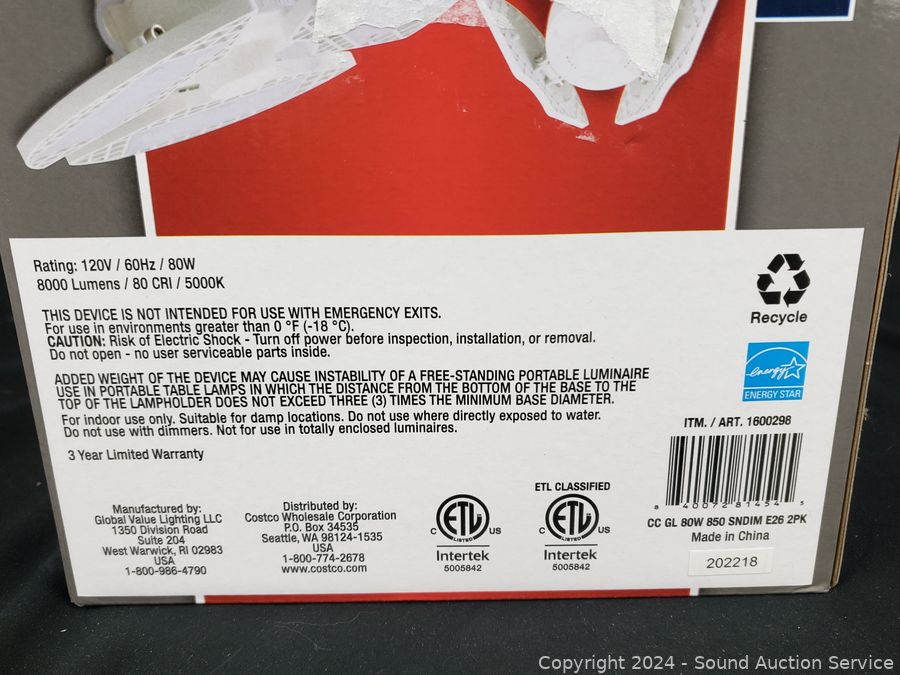 Rating: 120V / 60Hz / 80W
8000 Lumens / 80 CRI / 5000K
THIS DEVICE IS NOT INTENDED FOR USE WITH EMERGENCY EXITS.
For use in environments greater than 0 °F (-18 °C).
CAUTION: Risk of Electric Shock - Turn off power before inspection, installation, or removal.
Do not open - no user serviceable parts inside.
ADDED WEIGHT OF THE DEVICE MAY CAUSE INSTABILITY OF A FREE-STANDING PORTABLE LUMINAIRE
USE IN PORTABLE TABLE LAMPS IN WHICH THE DISTANCE FROM THE BOTTOM OF THE BASE TO THE
TOP OF THE LAMPHOLDER DOES NOT EXCEED THREE (3) TIMES THE MINIMUM BASE DIAMETER.
For indoor use only. Suitable for damp locations. Do not use where directly exposed to water.
Do not use with dimmers. Not for use in totally enclosed luminaires.
3 Year Limited Warranty
Manufactured by:
Global Value Lighting LLC
1350 Division Road
Suite 204
West Warwick, RI 02983
USA
1-800-986-4790
Distributed by:
Costco Wholesale Corporation
P.O. Box 34535
Seattle, WA 98124-1535
USA
1-800-774-2678
www.costco.com
C ETL US
LISTED
Intertek
5005842
ETL CLASSIFIED
C ETL US
LISTED
Intertek
5005842
Recycle
energy
ENERGY STAR
ITM. / ART. 1600298
8 40072 81454 5
CC GL 80W 850 SNDIM E26 2PK
Made in China
202218
Copyright © 2024 - Sound Auction Service